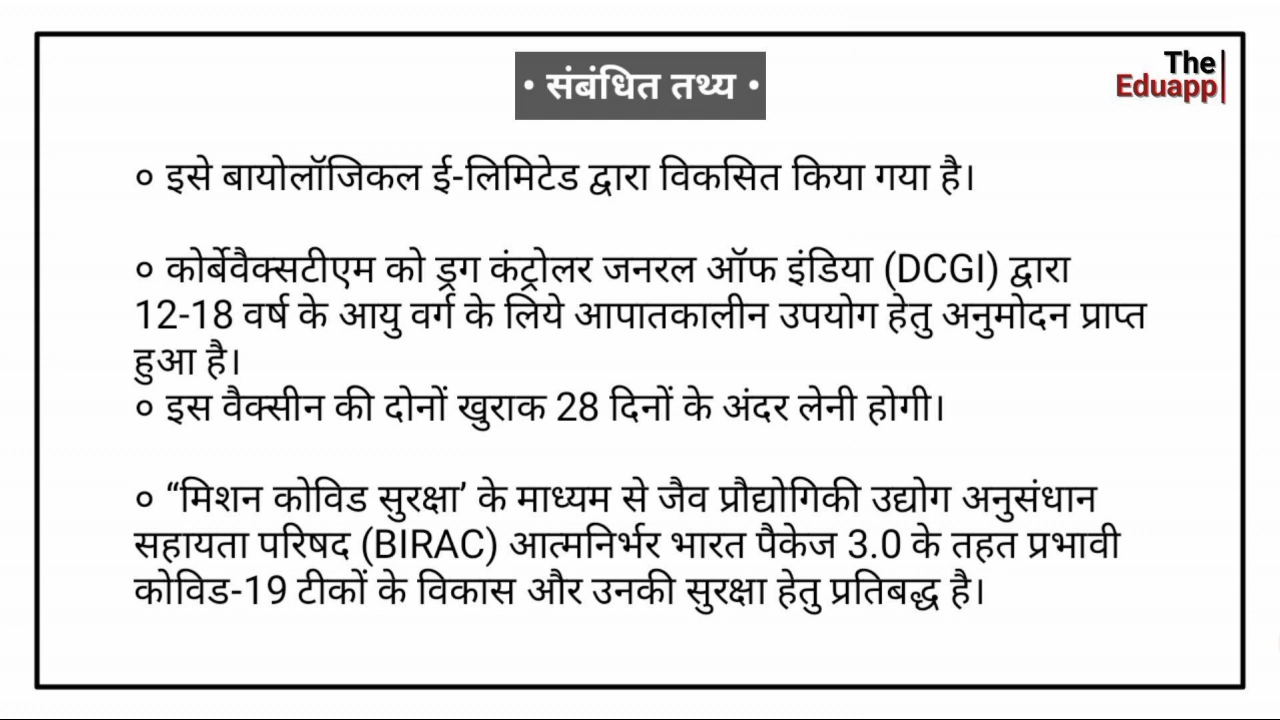 • संबंधित तथ्य •
The
Eduapp
○ इसे बायोलॉजिकल ई-लिमिटेड द्वारा विकसित किया गया है।
○ कोर्बेवैक्सटीएम को ड्रग कंट्रोलर जनरल ऑफ इंडिया (DCGI) द्वारा
12-18 वर्ष के आयु वर्ग के लिये आपातकालीन उपयोग हेतु अनुमोदन प्राप्त
हुआ है।
○ इस वैक्सीन की दोनों खुराक 28 दिनों के अंदर लेनी होगी।
○ “मिशन कोविड सुरक्षा’ के माध्यम से जैव प्रौद्योगिकी उद्योग अनुसंधान
सहायता परिषद (BIRAC) आत्मनिर्भर भारत पैकेज 3.0 के तहत प्रभावी
कोविड-19 टीकों के विकास और उनकी सुरक्षा हेतु प्रतिबद्ध है।